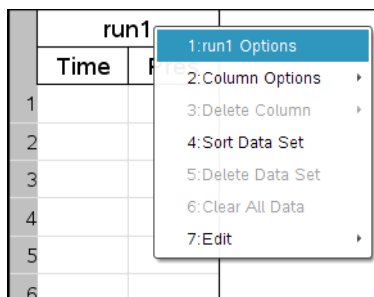 run1
Time Pres
1:run1 Options
2:Column Options
3:Delete Column
4:Sort Data Set
5:Delete Data Set
6:Clear All Data
7:Edit
1
2
3
4
5
6